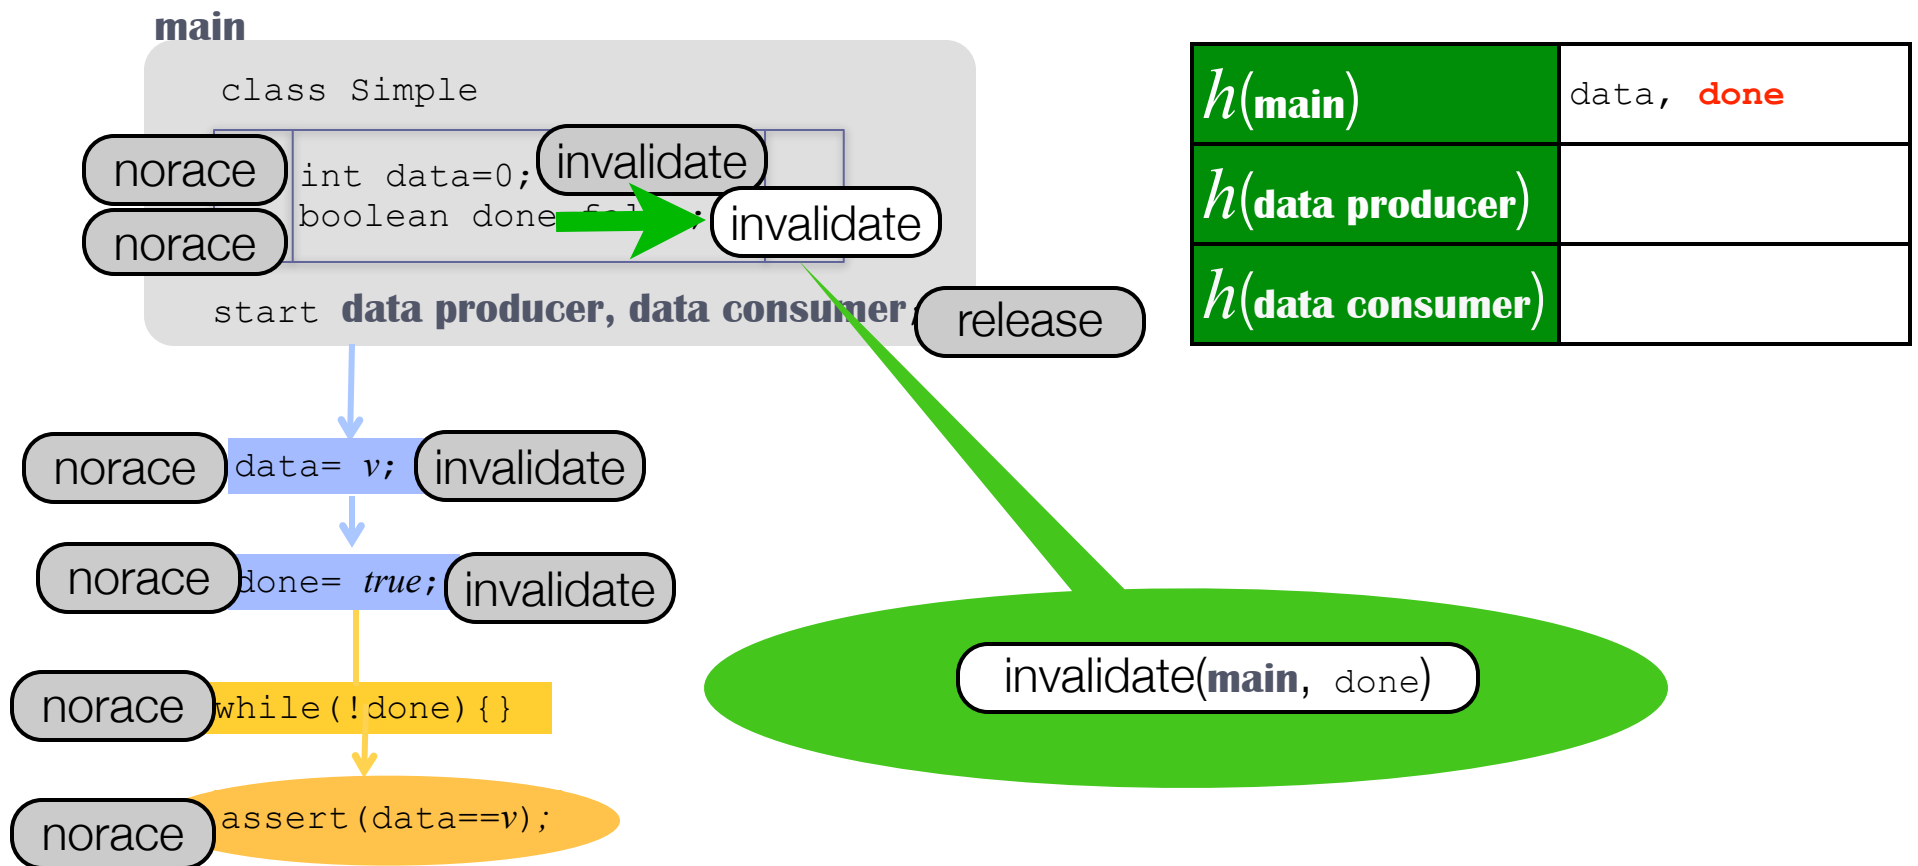 main
class Simple
norace int data=0; invalidate
norace boolean done invalidate
start data producer, data consumer; release
norace data= v; invalidate
norace done= true; invalidate
norace while(!done){}
norace assert(data==v);
h(main) data, done
h(data producer)
h(data consumer)
invalidate(main, done)